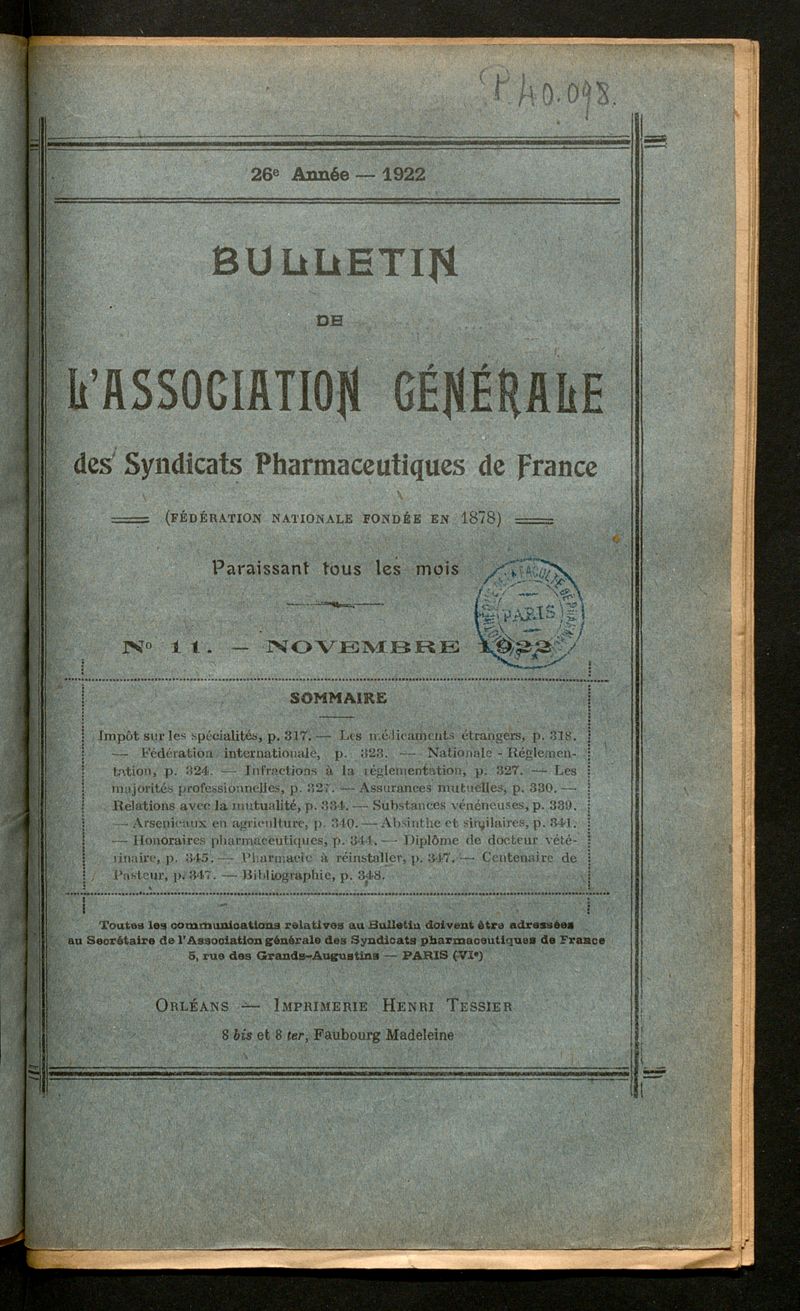 P.40.098.
26e Année — 1922
BULLETIN
DE
L'ASSOCIATION GÉNÉRALE
des Syndicats Pharmaceutiques de France
(FÉDÉRATION NATIONALE FONDÉE EN 1878)
Paraissant tous les mois
PARIS
No 11. — NOVEMBRE 1922
SOMMAIRE
Impôt sur les spécialités, p. 317. — Les médicaments étrangers, p. 318.
— Fédération internationale, p. 323. — Nationale - Réglemen-
tation, p. 324. — Infractions à la réglementation, p. 327. — Les
majorités professionnelles, p. 327. — Assurances mutuelles, p. 330. —
Relations avec la mutualité, p. 334. — Substances vénéneuses, p. 339.
— Arsenicaux en agriculture, p. 340. — Absinthe et similaires, p. 341.
— Honoraires pharmaceutiques, p. 344. — Diplôme de docteur vété-
rinaire, p. 345. — Pharmacie à réinstaller, p. 347. — Centenaire de
Pasteur, p. 347. — Bibliographie, p. 348.
Toutes les communications relatives au Bulletin doivent être adressées
au Secrétaire de l'Association générale des Syndicats pharmaceutiques de France
5, rue des Grands-Augustins — PARIS (VIe)
ORLÉANS — IMPRIMERIE HENRI TESSIER
8 bis et 8 ter, Faubourg Madeleine